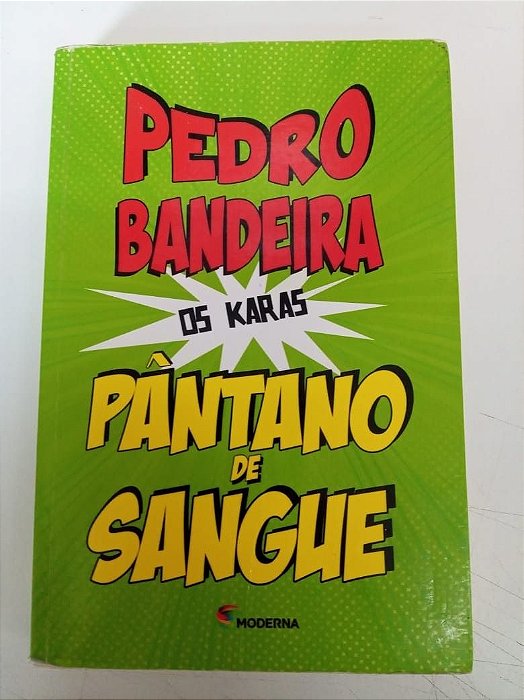 PEDRO
BANDEIRA
OS KARAS
PÂNTANO
DE
SANGUE
MODERNA